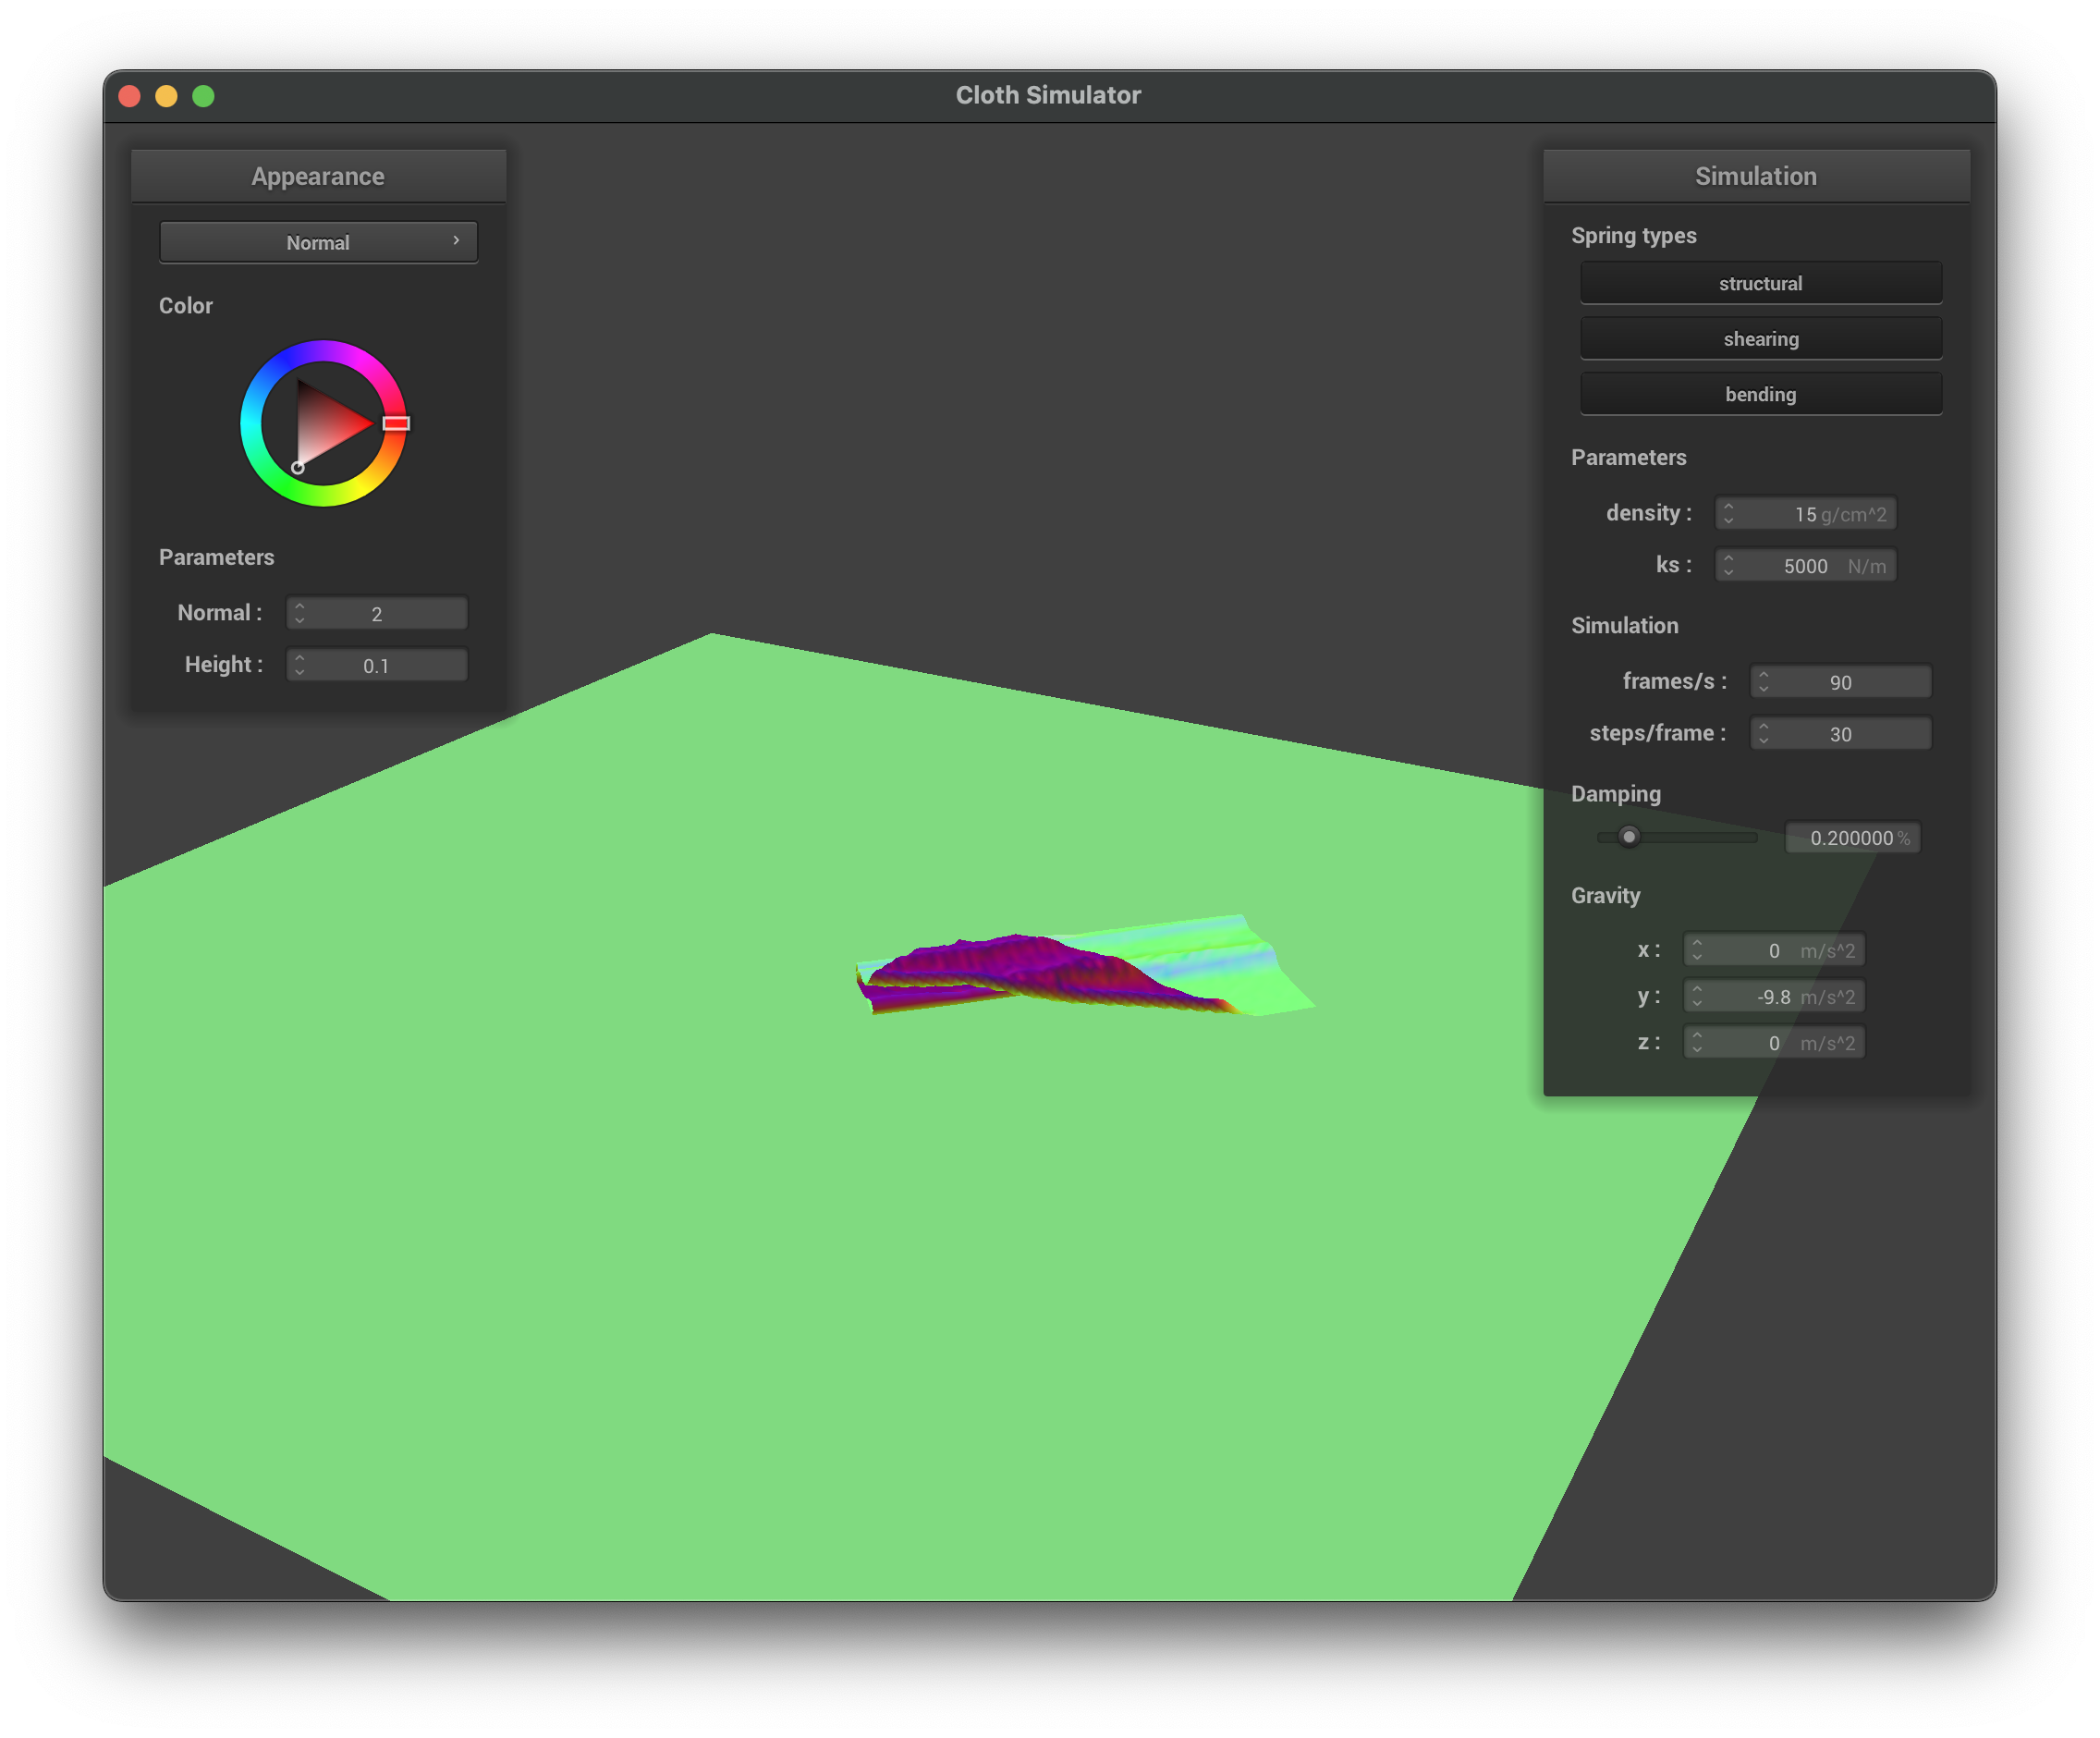 Cloth Simulator
Appearance
Normal
Color
Parameters
Normal : 2
Height : 0.1
Simulation
Spring types
structural
shearing
bending
Parameters
density : 15 g/cm^2
ks : 5000 N/m
Simulation
frames/s : 90
steps/frame : 30
Damping
0.200000 %
Gravity
x : 0 m/s^2
y : -9.8 m/s^2
z : 0 m/s^2